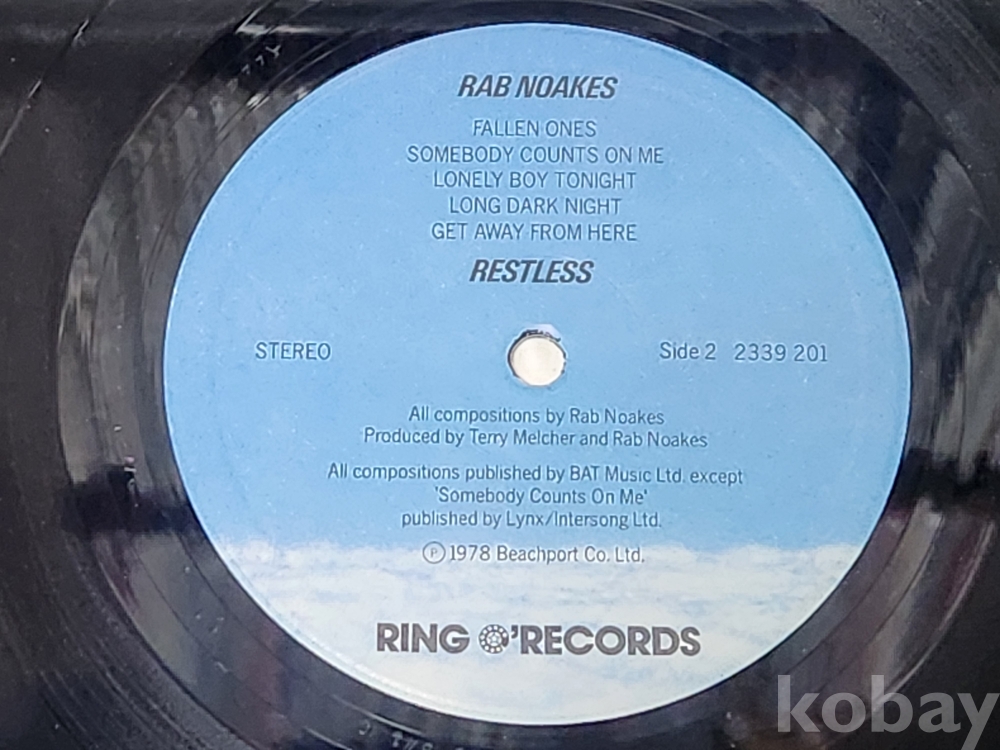 RAB NOAKES
FALLEN ONES
SOMEBODY COUNTS ON ME
LONELY BOY TONIGHT
LONG DARK NIGHT
GET AWAY FROM HERE
RESTLESS
STEREO
Side 2 2339 201
All compositions by Rab Noakes
Produced by Terry Melcher and Rab Noakes
All compositions published by BAT Music Ltd. except
'Somebody Counts On Me'
published by Lynx/Intersong Ltd.
℗ 1978 Beachport Co. Ltd.
RING O'RECORDS
kobay